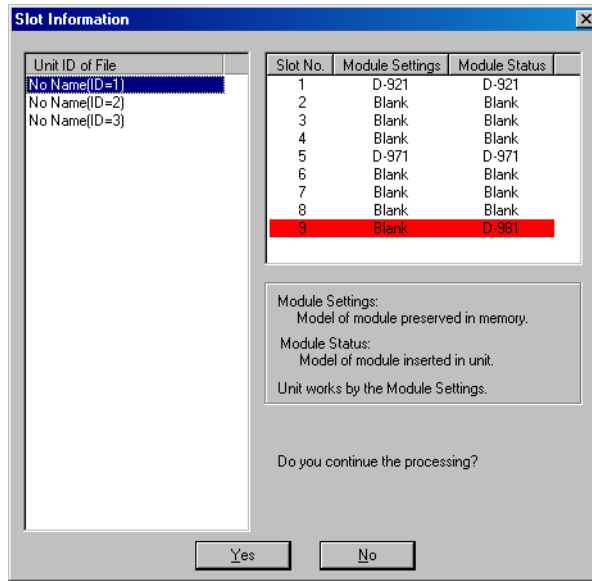 Slot Information
Unit ID of File
No Name(ID=1)
No Name(ID=2)
No Name(ID=3)
Slot No. Module Settings Module Status
1 D-921 D-921
2 Blank Blank
3 Blank Blank
4 Blank Blank
5 D-971 D-971
6 Blank Blank
7 Blank Blank
8 Blank Blank
9 Blank D-981
Module Settings:
Model of module preserved in memory.
Module Status:
Model of module inserted in unit.
Unit works by the Module Settings.
Do you continue the processing?
Yes No